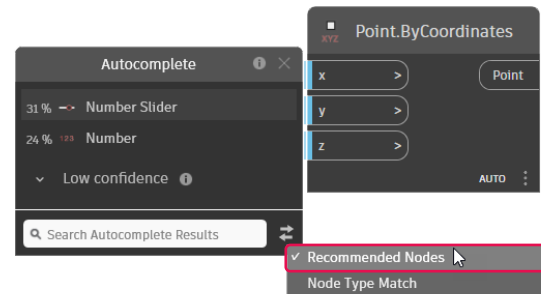 XYZ Point.ByCoordinates
Autocomplete
x >
Point
31 % Number Slider
y >
24 % 123 Number
z >
Low confidence
AUTO
Search Autocomplete Results
✓ Recommended Nodes
Node Type Match